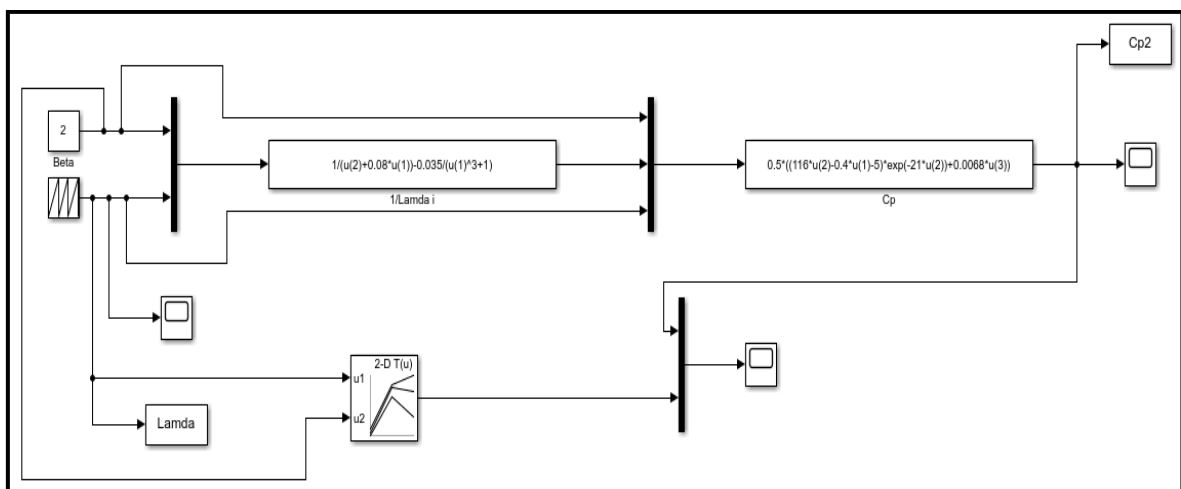 Cp2
2
Beta
1/(u(2)+0.08*u(1))-0.035/(u(1)^3+1)
1/Lamda i
0.5*((116*u(2)-0.4*u(1)-5)*exp(-21*u(2))+0.0068*u(3))
Cp
2-D T(u)
u1
u2
Lamda